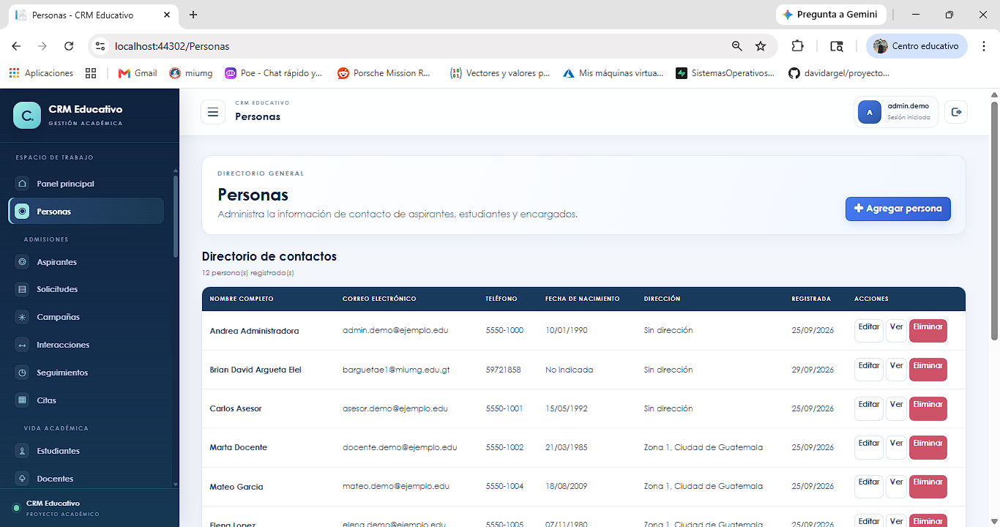 Personas - CRM Educativo
Pregunta a Gemini
localhost:44302/Personas
Centro educativo
Aplicaciones
Gmail
miumg
Poe - Chat rápido y...
Porsche Mission R...
Vectores y valores p...
Mis máquinas virtua...
SistemasOperativos...
davidargel/proyecto...
C.
CRM Educativo
GESTIÓN ACADÉMICA
ESPACIO DE TRABAJO
Panel principal
Personas
ADMISIONES
Aspirantes
Solicitudes
Campañas
Interacciones
Seguimientos
Citas
VIDA ACADÉMICA
Estudiantes
Docentes
CRM Educativo
PROYECTO ACADÉMICO
CRM EDUCATIVO
Personas
A
admin.demo
Sesión iniciada
DIRECTORIO GENERAL
Personas
Administra la información de contacto de aspirantes, estudiantes y encargados.
+ Agregar persona
Directorio de contactos
12 persona(s) registrada(s)
NOMBRE COMPLETO CORREO ELECTRÓNICO TELÉFONO FECHA DE NACIMIENTO DIRECCIÓN REGISTRADA ACCIONES
Andrea Administradora admin.demo@ejemplo.edu 5550-1000 10/01/1990 Sin dirección 25/09/2026 Editar Ver Eliminar
Brian David Argueta Elel barguetae1@miumg.edu.gt 59721858 No indicada Sin dirección 29/09/2026 Editar Ver Eliminar
Carlos Asesor asesor.demo@ejemplo.edu 5550-1001 15/05/1992 Sin dirección 25/09/2026 Editar Ver Eliminar
Marta Docente docente.demo@ejemplo.edu 5550-1002 21/03/1985 Zona 1, Ciudad de Guatemala 25/09/2026 Editar Ver Eliminar
Mateo Garcia mateo.demo@ejemplo.edu 5550-1004 18/08/2009 Zona 1, Ciudad de Guatemala 25/09/2026 Editar Ver Eliminar
Elena Lopez elena.demo@ejemplo.edu 5550-1005 07/11/1980 Zona 1, Ciudad de Guatemala 25/09/2026 Editar Ver Eliminar